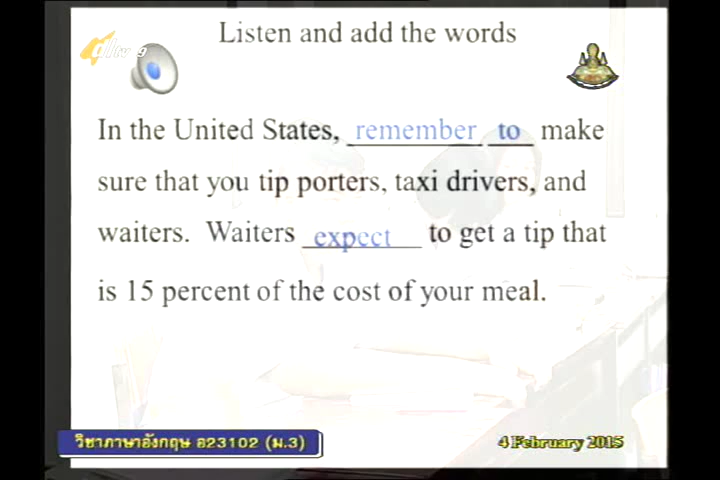 Listen and add the words
In the United States, remember to make
sure that you tip porters, taxi drivers, and
waiters. Waiters expect to get a tip that
is 15 percent of the cost of your meal.
วิชาภาษาอังกฤษ อ23102 (ม.3)
4 February 2015